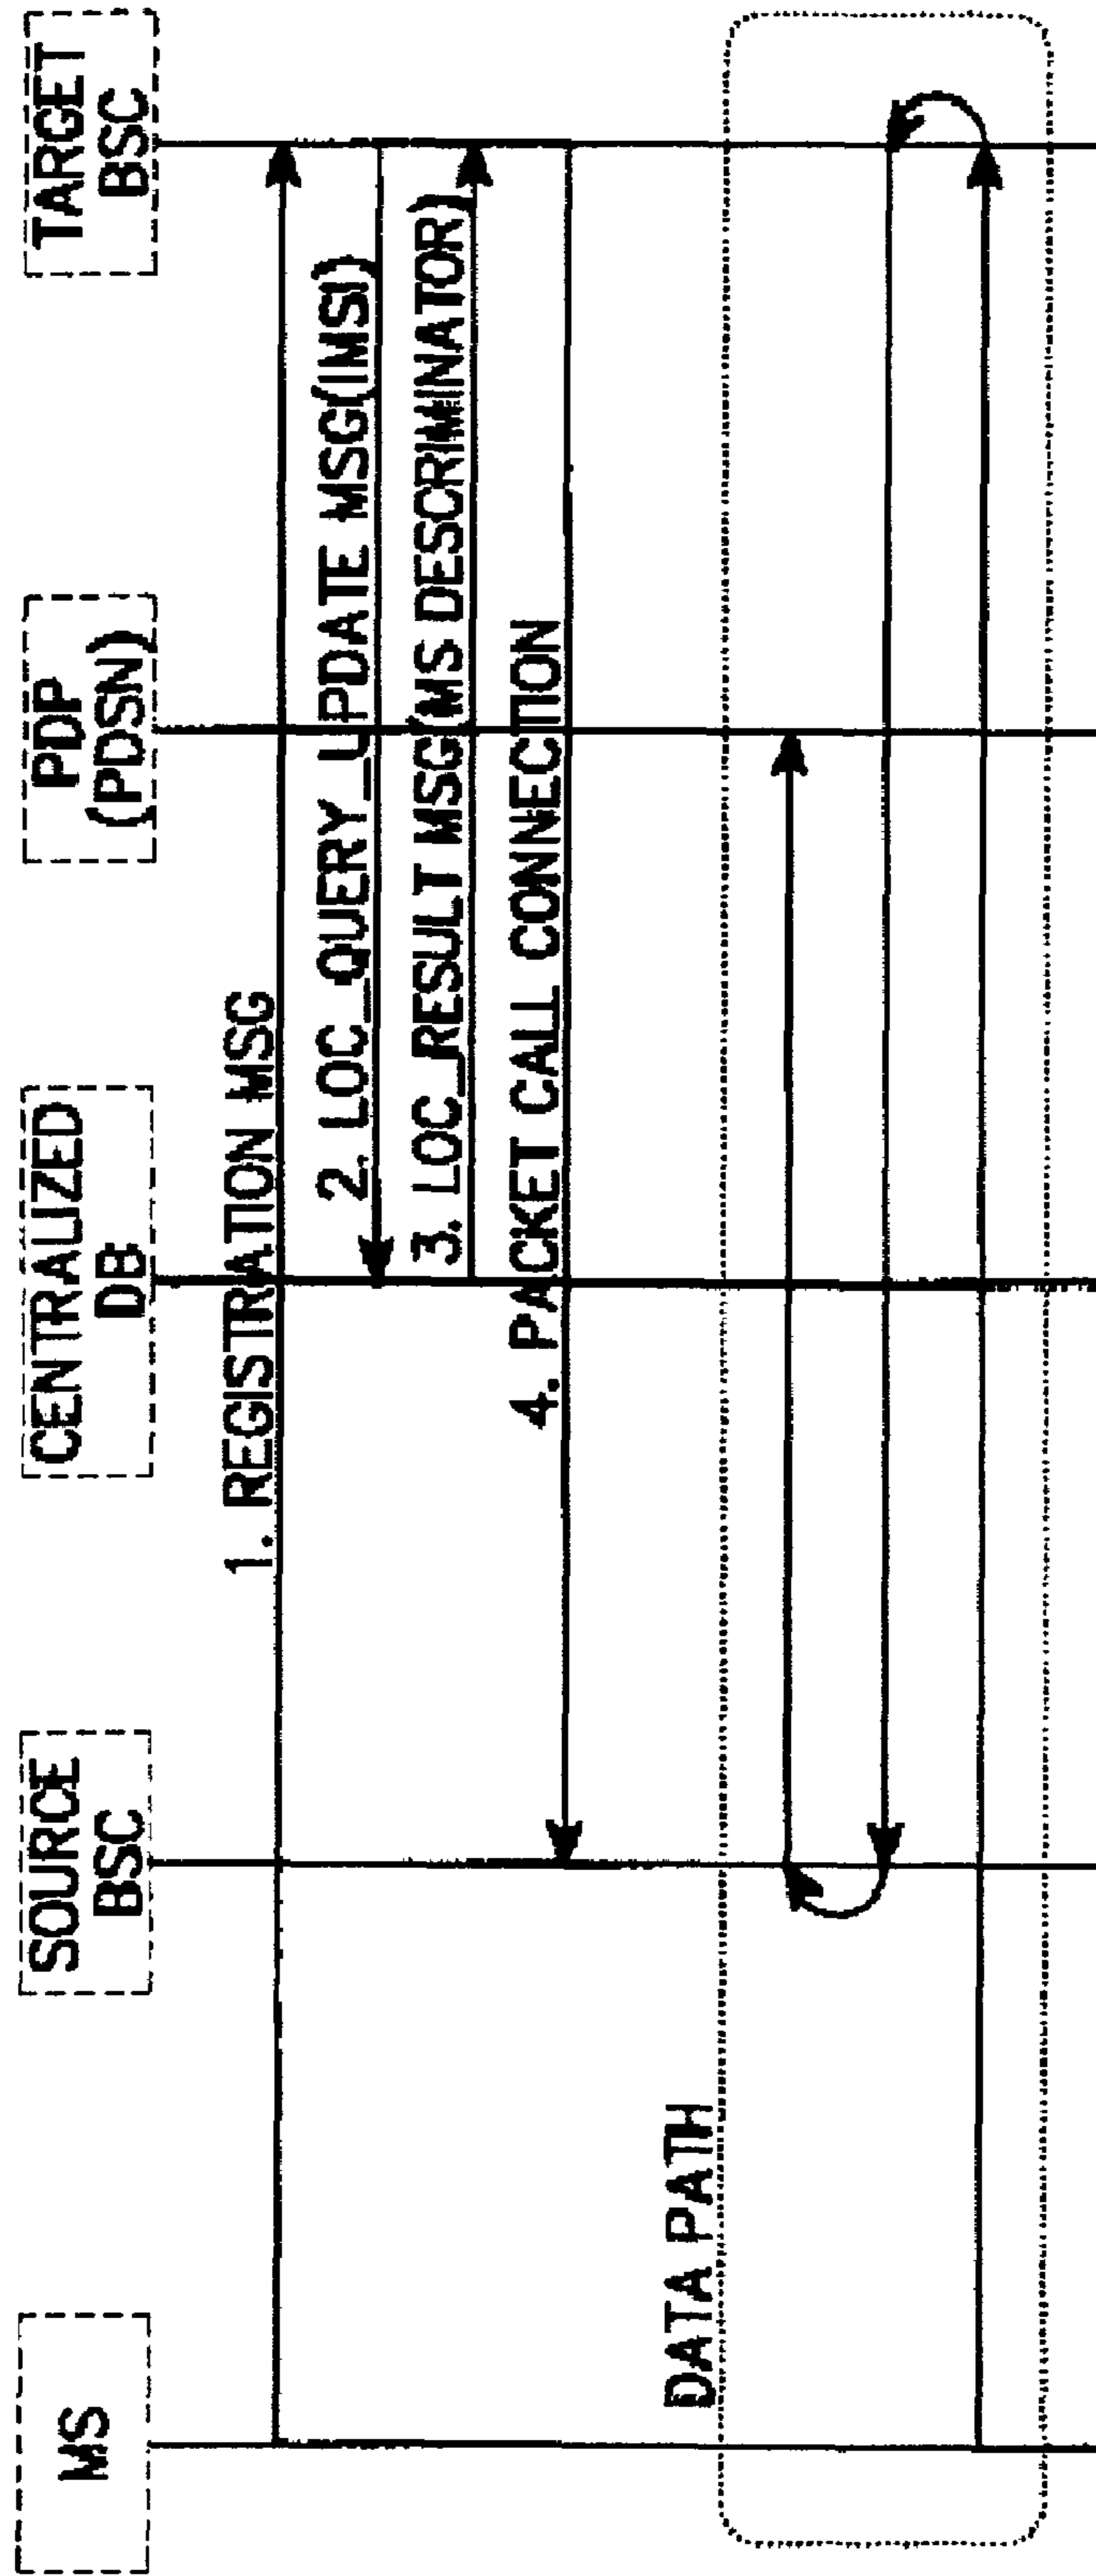 MS
SOURCE
BSC
CENTRALIZED
DB
PDP
(PDSN)
TARGET
BSC
1. REGISTRATION MSG
2. LOC_QUERY_UPDATE MSG(IMSI)
3. LOC_RESULT MSG(MS DESCRIMINATOR)
4. PACKET CALL CONNECTION
DATA PATH